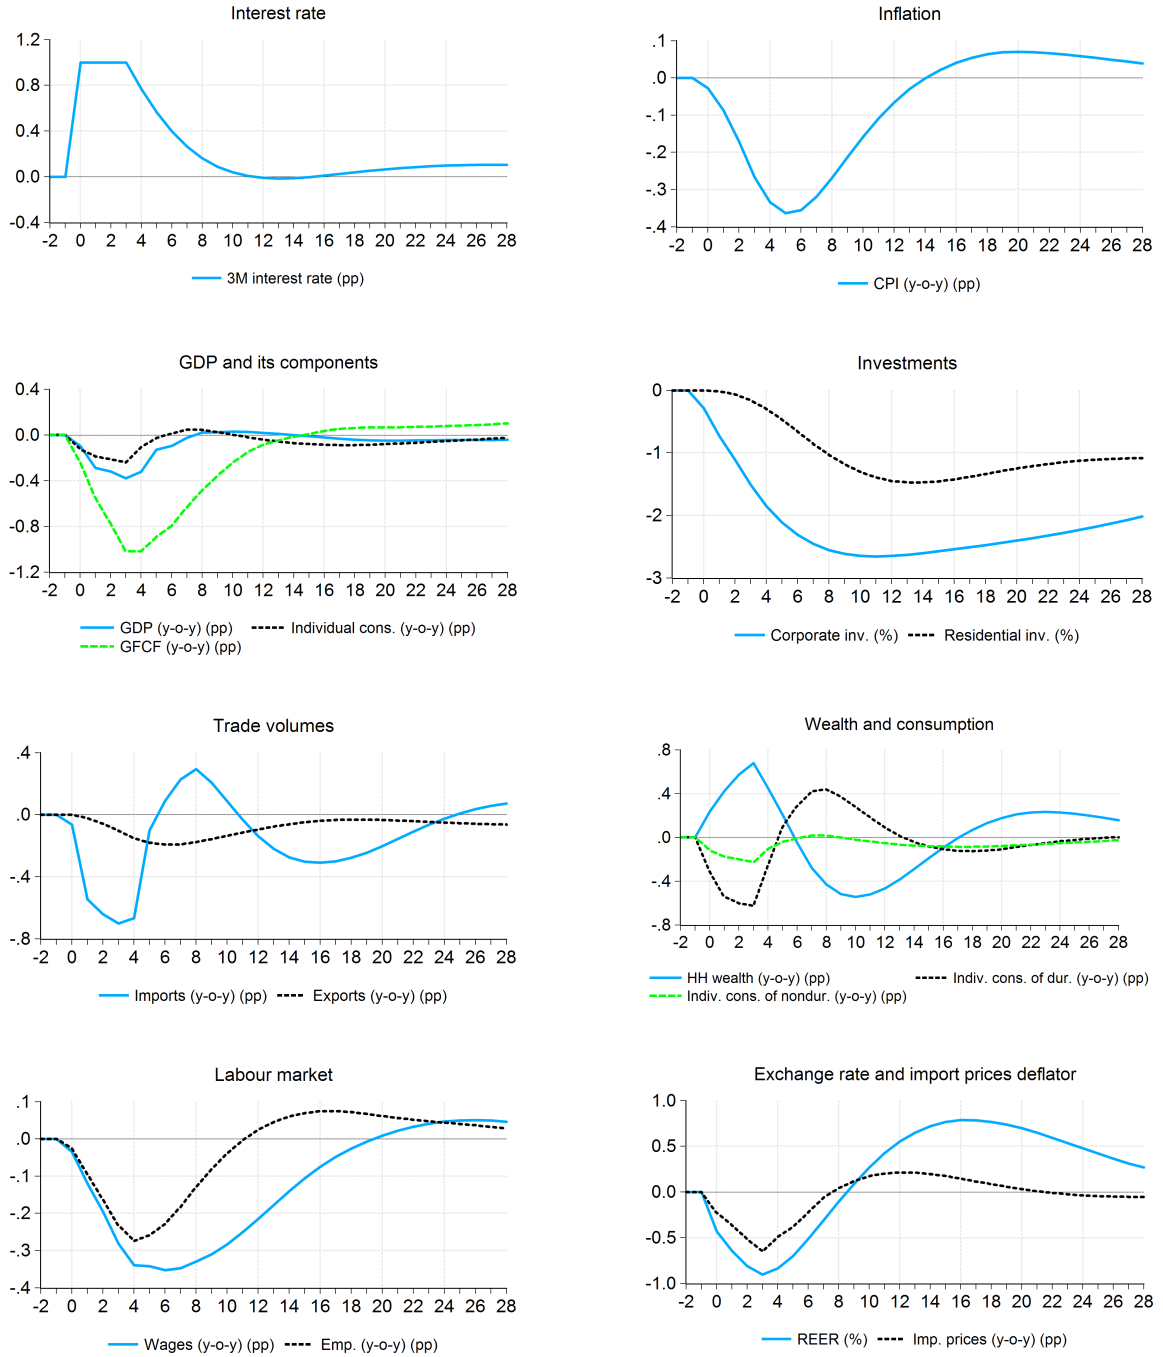 Interest rate
1.2
0.8
0.4
0.0
-0.4
-2 0 2 4 6 8 10 12 14 16 18 20 22 24 26 28
3M interest rate (pp)
Inflation
.1
.0
-.1
-.2
-.3
-.4
-2 0 2 4 6 8 10 12 14 16 18 20 22 24 26 28
CPI (y-o-y) (pp)
GDP and its components
0.4
0.0
-0.4
-0.8
-1.2
-2 0 2 4 6 8 10 12 14 16 18 20 22 24 26 28
GDP (y-o-y) (pp) Individual cons. (y-o-y) (pp)
GFCF (y-o-y) (pp)
Investments
0
-1
-2
-3
-2 0 2 4 6 8 10 12 14 16 18 20 22 24 26 28
Corporate inv. (%) Residential inv. (%)
Trade volumes
.4
.0
-.4
-.8
-2 0 2 4 6 8 10 12 14 16 18 20 22 24 26 28
Imports (y-o-y) (pp) Exports (y-o-y) (pp)
Wealth and consumption
.8
.4
.0
-.4
-.8
-2 0 2 4 6 8 10 12 14 16 18 20 22 24 26 28
HH wealth (y-o-y) (pp) Indiv. cons. of dur. (y-o-y) (pp)
Indiv. cons. of nondur. (y-o-y) (pp)
Labour market
.1
.0
-.1
-.2
-.3
-.4
-2 0 2 4 6 8 10 12 14 16 18 20 22 24 26 28
Wages (y-o-y) (pp) Emp. (y-o-y) (pp)
Exchange rate and import prices deflator
1.0
0.5
0.0
-0.5
-1.0
-2 0 2 4 6 8 10 12 14 16 18 20 22 24 26 28
REER (%) Imp. prices (y-o-y) (pp)